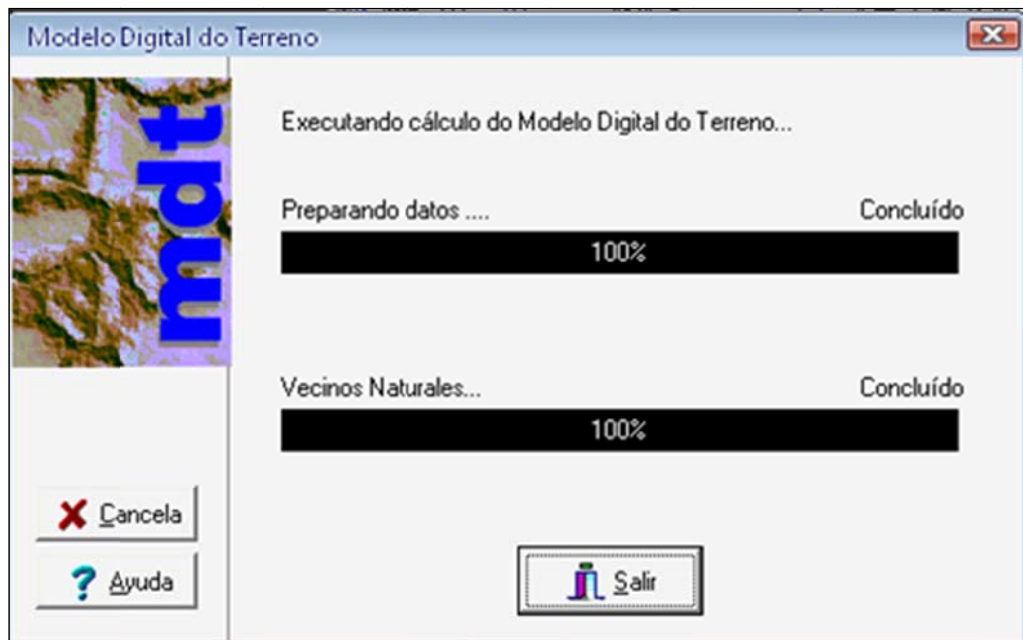 Modelo Digital do Terreno
mdt
Executando cálculo do Modelo Digital do Terreno...
Preparando datos .... Concluído
100%
Vecinos Naturales... Concluído
100%
Cancela
Ayuda
Salir